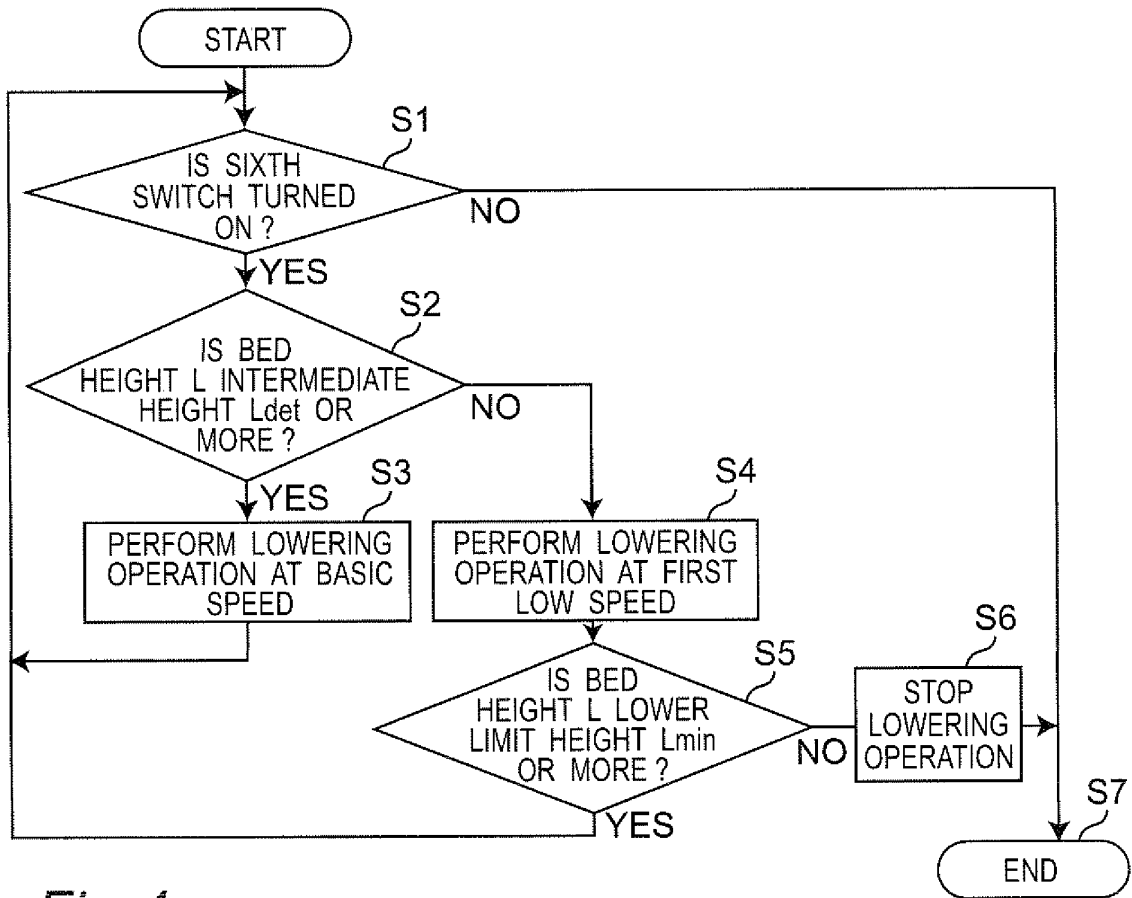 START
S1
IS SIXTH
SWITCH TURNED
ON ?
NO
YES
S2
IS BED
HEIGHT L INTERMEDIATE
HEIGHT Ldet OR
MORE ?
NO
YES
S3
PERFORM LOWERING
OPERATION AT BASIC
SPEED
S4
PERFORM LOWERING
OPERATION AT FIRST
LOW SPEED
S5
IS BED
HEIGHT L LOWER
LIMIT HEIGHT Lmin
OR MORE ?
NO
YES
S6
STOP
LOWERING
OPERATION
S7
END